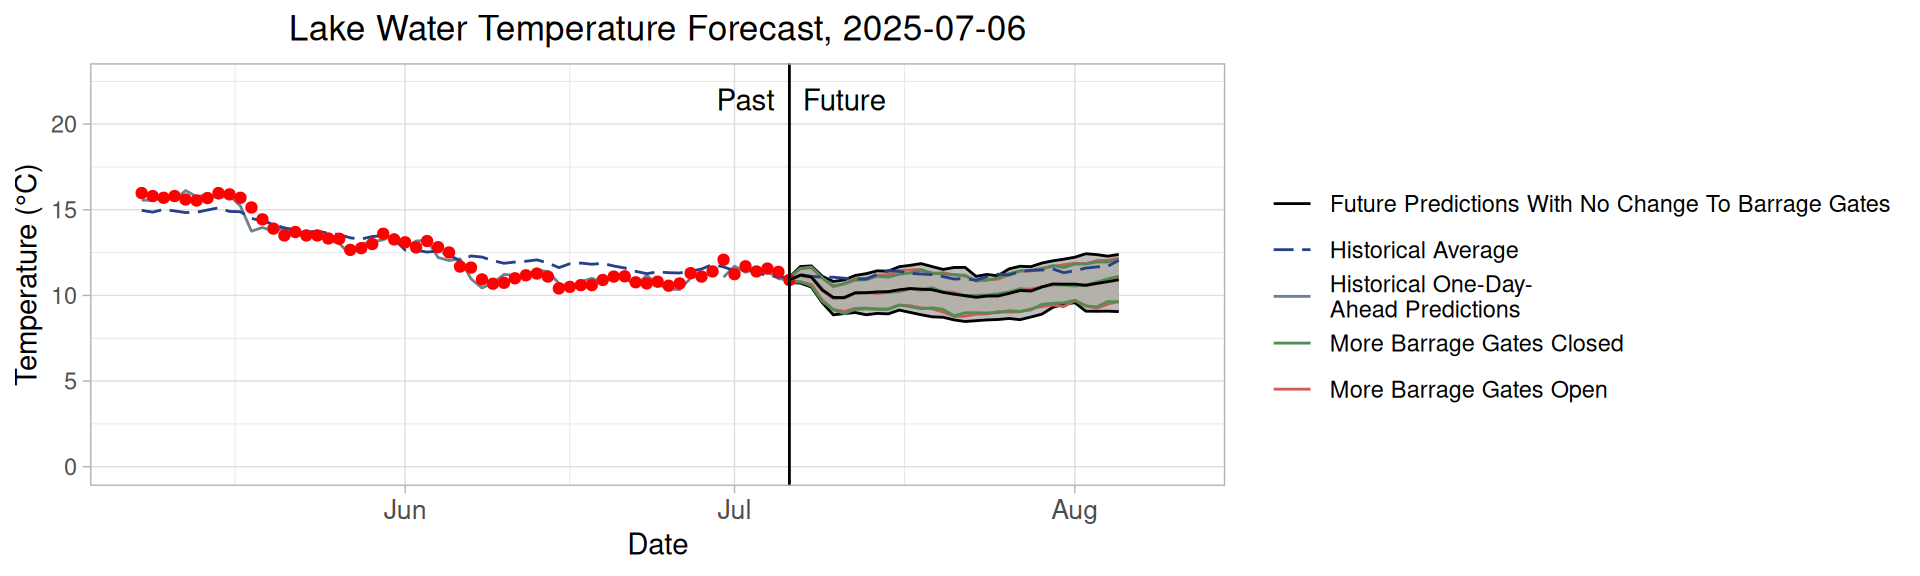 Lake Water Temperature Forecast, 2025-07-06
Past
Future
20
15
10
5
0
Temperature (°C)
Jun
Jul
Aug
Date
Future Predictions With No Change To Barrage Gates
Historical Average
Historical One-Day-
Ahead Predictions
More Barrage Gates Closed
More Barrage Gates Open